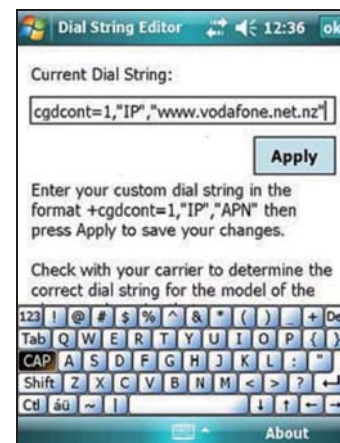 Dial String Editor 12:36 ok
Current Dial String:
cgdcont=1,"IP","www.vodafone.net.nz"
Apply
Enter your custom dial string in the
format +cgdcont=1,"IP","APN" then
press Apply to save your changes.
Check with your carrier to determine the
correct dial string for the model of the
123 ! @ # $ % ^ & * ( ) _ + De
Tab Q W E R T Y U I O P { }
CAP A S D F G H J K L : "
Shift Z X C V B N M < > ?
Ctl áü ~ | ↓ ↑ ← →
About